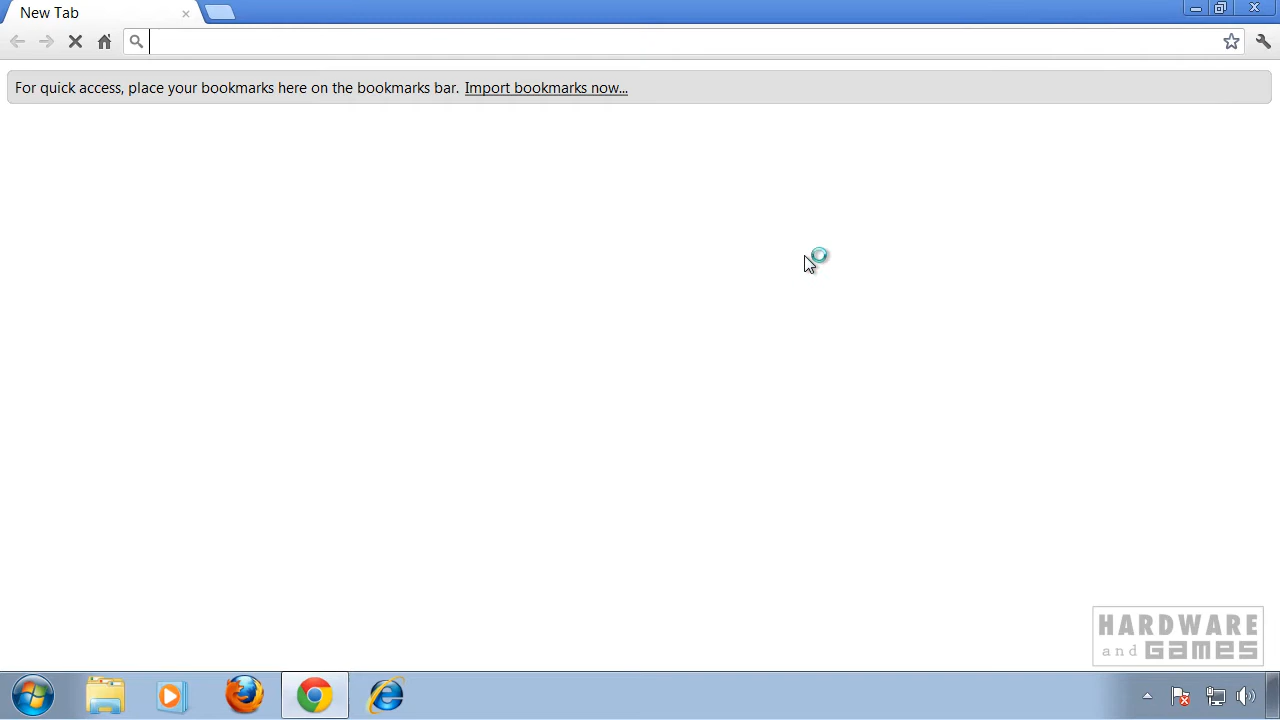 New Tab
For quick access, place your bookmarks here on the bookmarks bar. Import bookmarks now...
HARDWARE
and GAMES